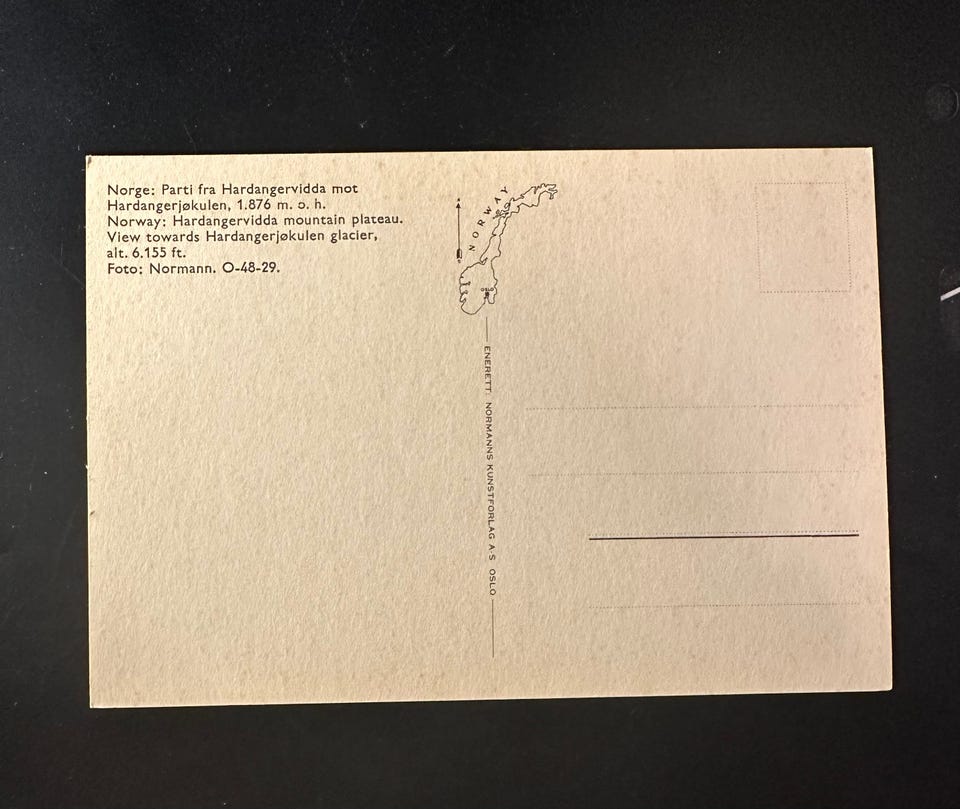 Norge: Parti fra Hardangervidda mot
Hardangerjøkulen, 1.876 m. o. h.
Norway: Hardangervidda mountain plateau.
View towards Hardangerjøkulen glacier,
alt. 6.155 ft.
Foto: Normann. O-48-29.
NORWAY
OSLO
ENERETT: NORMANNS KUNSTFORLAG A·S OSLO